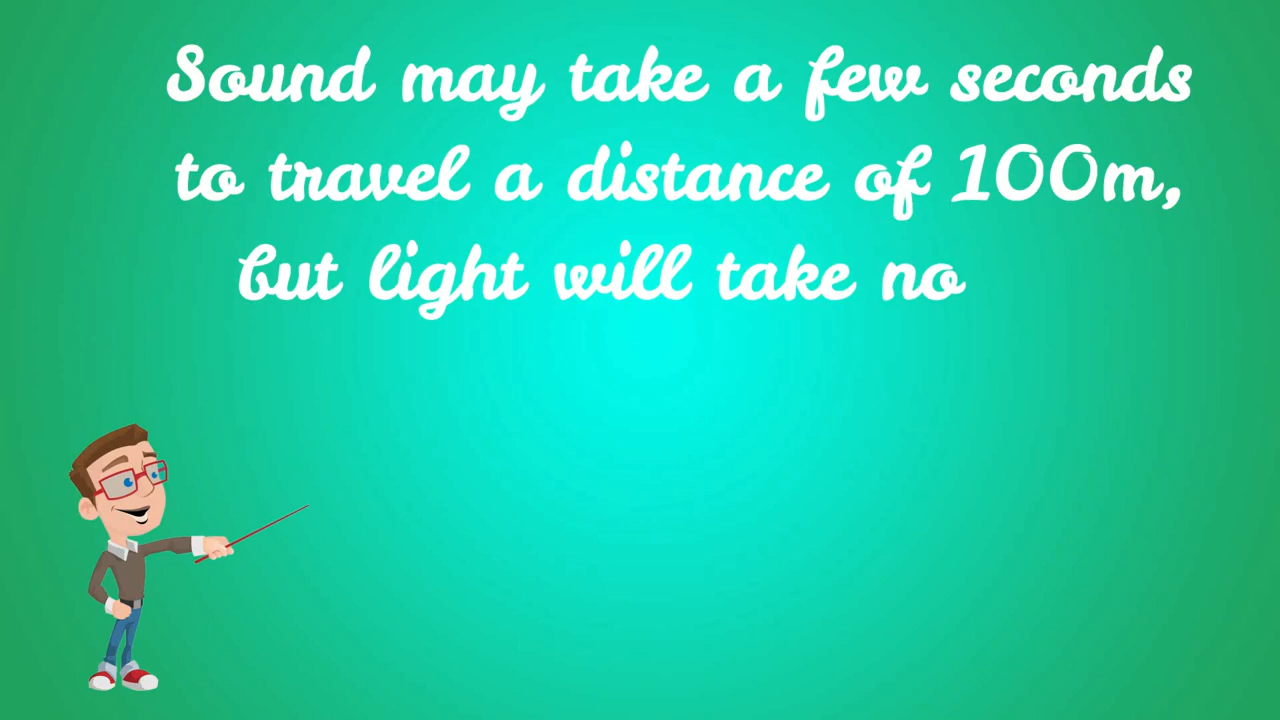 Sound may take a few seconds
to travel a distance of 100m,
but light will take no